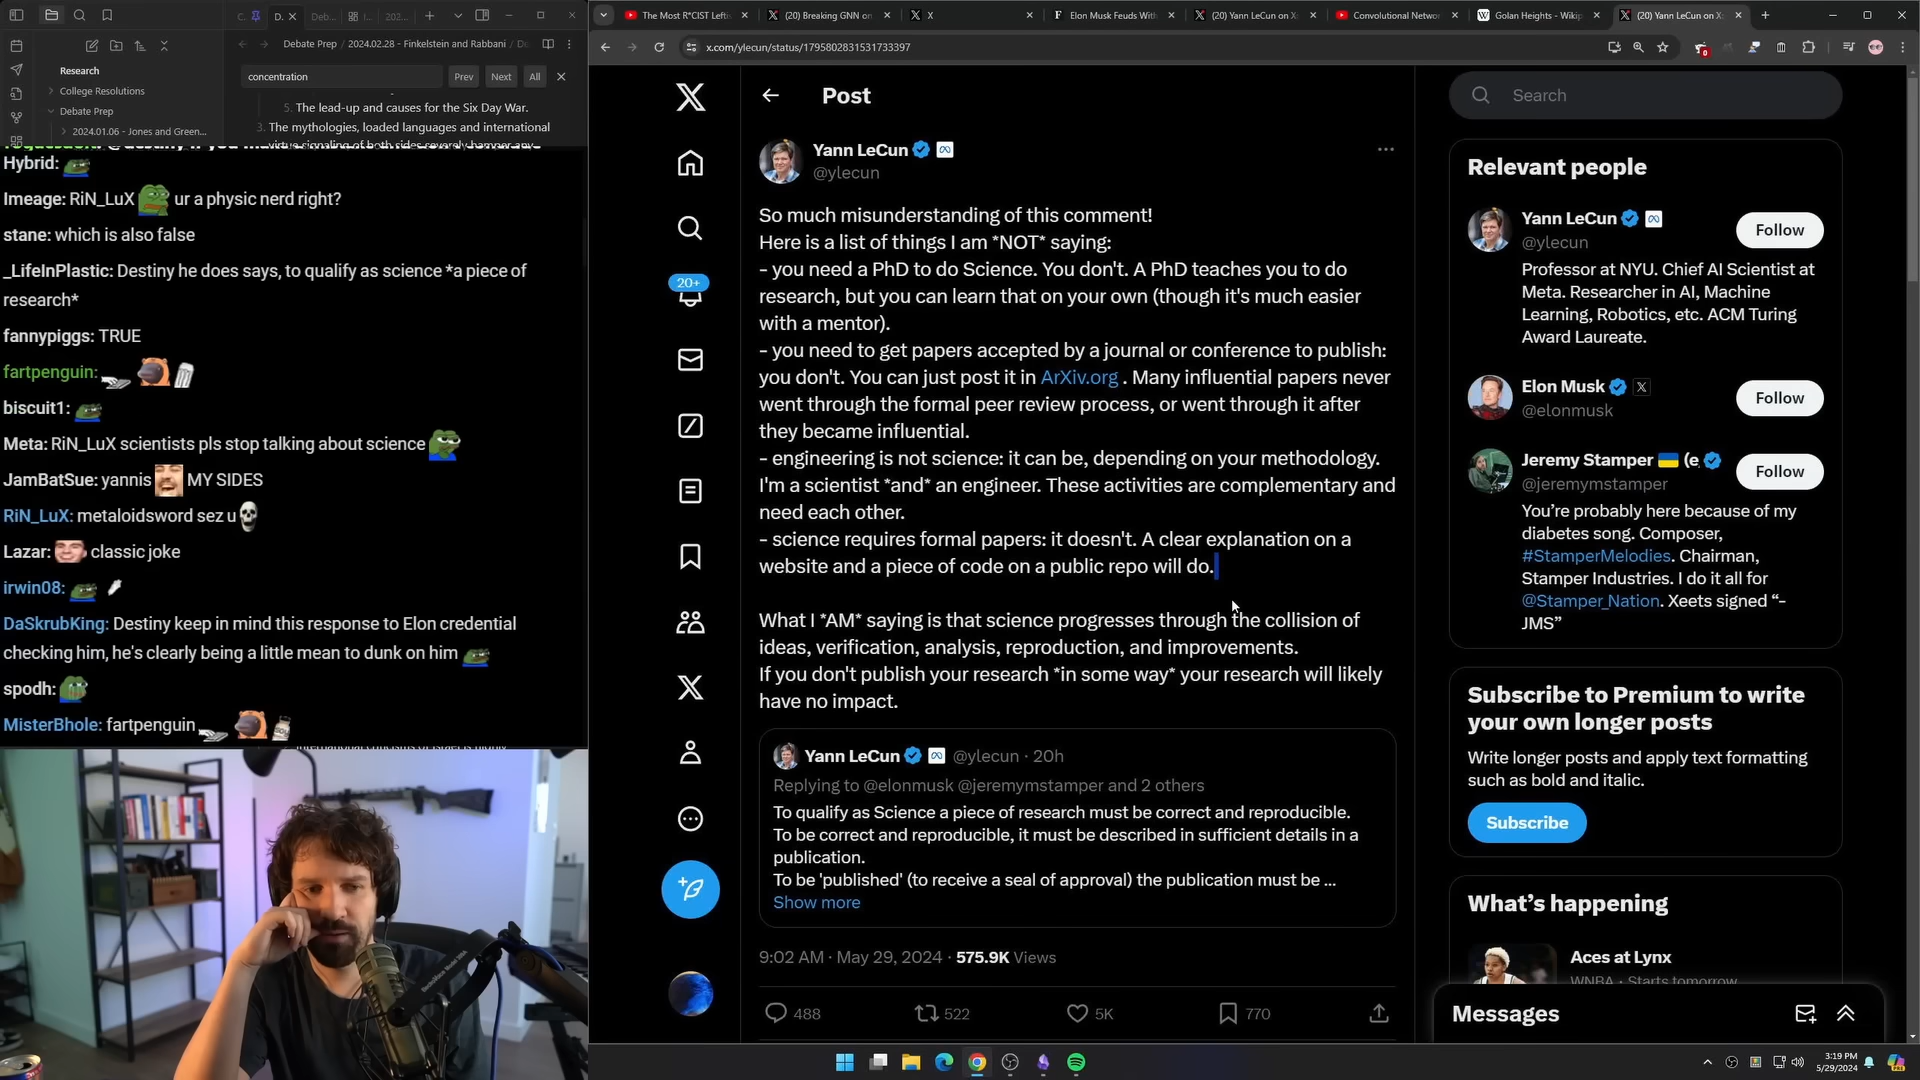 C.
D.
Deb..
I.
202...
Debate Prep / 2024.02.28 - Finkelstein and Rabbani /
Research
College Resolutions
Debate Prep
2024.01.06 - Jones and Green...
concentration
Prev
Next
All
5. The lead-up and causes for the Six Day War.
3. The mythologies, loaded languages and international
virtue signaling of both sides severely hamper any
Hybrid:
Imeage: RiN_LuX ur a physic nerd right?
stane: which is also false
_LifeInPlastic: Destiny he does says, to qualify as science *a piece of
research*
fannypiggs: TRUE
fartpenguin:
biscuit1:
Meta: RiN_LuX scientists pls stop talking about science
JamBatSue: yannis MY SIDES
RiN_LuX: metaloidsword sez u
Lazar: classic joke
irwin08:
DaSkrubKing: Destiny keep in mind this response to Elon credential
checking him, he's clearly being a little mean to dunk on him
spodh:
MisterBhole: fartpenguin
The Most R*CIST Lefti
(20) Breaking GNN on
X
Elon Musk Feuds With
(20) Yann LeCun on X
Convolutional Networ
Golan Heights - Wikip
(20) Yann LeCun on X
x.com/ylecun/status/1795802831531733397
0
20+
Post
Yann LeCun
@ylecun
So much misunderstanding of this comment!
Here is a list of things I am *NOT* saying:
- you need a PhD to do Science. You don't. A PhD teaches you to do
research, but you can learn that on your own (though it's much easier
with a mentor).
- you need to get papers accepted by a journal or conference to publish:
you don't. You can just post it in ArXiv.org . Many influential papers never
went through the formal peer review process, or went through it after
they became influential.
- engineering is not science: it can be, depending on your methodology.
I'm a scientist *and* an engineer. These activities are complementary and
need each other.
- science requires formal papers: it doesn't. A clear explanation on a
website and a piece of code on a public repo will do.
What I *AM* saying is that science progresses through the collision of
ideas, verification, analysis, reproduction, and improvements.
If you don't publish your research *in some way* your research will likely
have no impact.
Yann LeCun @ylecun · 20h
Replying to @elonmusk @jeremymstamper and 2 others
To qualify as Science a piece of research must be correct and reproducible.
To be correct and reproducible, it must be described in sufficient details in a
publication.
To be 'published' (to receive a seal of approval) the publication must be ...
Show more
9:02 AM · May 29, 2024 · 575.9K Views
488
522
5K
770
Search
Relevant people
Yann LeCun
@ylecun
Follow
Professor at NYU. Chief AI Scientist at
Meta. Researcher in AI, Machine
Learning, Robotics, etc. ACM Turing
Award Laureate.
Elon Musk
@elonmusk
Follow
Jeremy Stamper (e
@jeremymstamper
Follow
You're probably here because of my
diabetes song. Composer,
#StamperMelodies. Chairman,
Stamper Industries. I do it all for
@Stamper_Nation. Xeets signed “-
JMS”
Subscribe to Premium to write
your own longer posts
Write longer posts and apply text formatting
such as bold and italic.
Subscribe
What's happening
Aces at Lynx
WNBA · Starts tomorrow
Messages
3:19 PM
5/29/2024